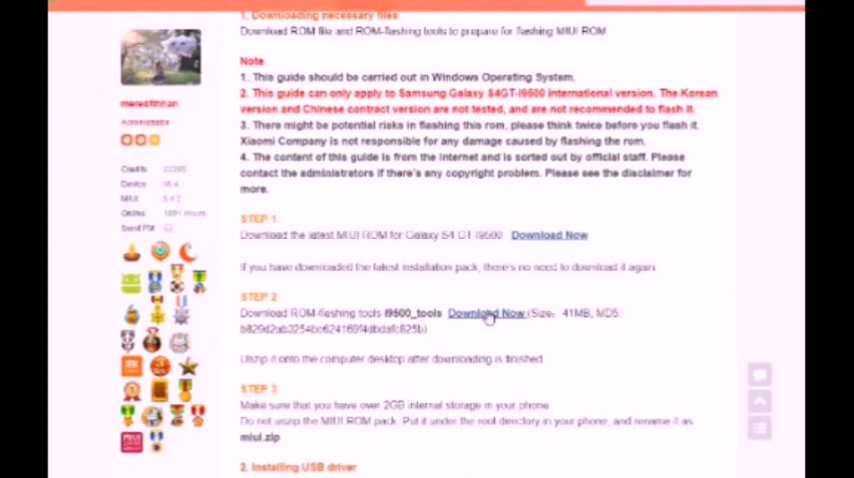 1. Downloading necessary files
Download ROM file and ROM-flashing tools to prepare for flashing MIUI ROM
Note
1. This guide should be carried out in Windows Operating System.
2. This guide can only apply to Samsung Galaxy S4GT-I9500 international version. The Korean
version and Chinese contract version are not tested, and are not recommended to flash it.
3. There might be potential risks in flashing this rom, please think twice before you flash it.
Xiaomi Company is not responsible for any damage caused by flashing the rom.
4. The content of this guide is from the Internet and is sorted out by official staff. Please
contact the administrators if there's any copyright problem. Please see the disclaimer for
more.
Administrator
Credits
Device
MIUI
Online 1891 Hours
Send PM
STEP 1
Download the latest MIUI ROM for Galaxy S4 GT-I9500 Download Now
If you have downloaded the latest installation pack, there's no need to download it again
STEP 2
Download ROM-flashing tools I9500_tools Download Now (Size: 41MB, MD5:
Unzip it onto the computer desktop after downloading is finished
STEP 3
Make sure that you have over 2GB internal storage in your phone
Do not unzip the MIUI ROM pack. Put it under the root directory in your phone, and rename it as
miui.zip
2. Installing USB driver